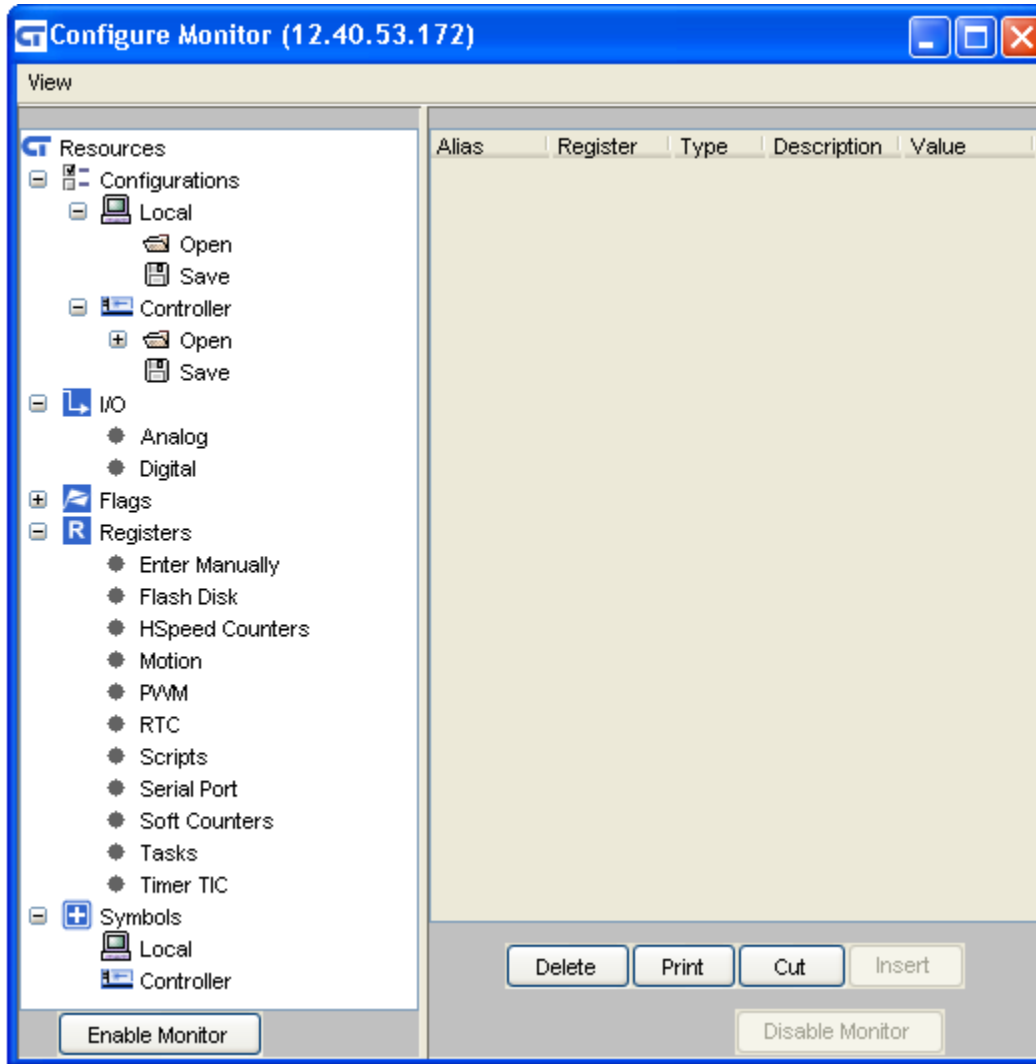 Configure Monitor (12.40.53.172)
View
Resources
Configurations
Local
Open
Save
Controller
Open
Save
I/O
Analog
Digital
Flags
Registers
Enter Manually
Flash Disk
HSpeed Counters
Motion
PWM
RTC
Scripts
Serial Port
Soft Counters
Tasks
Timer TIC
Symbols
Local
Controller
Enable Monitor
Alias Register Type Description Value
Delete Print Cut Insert
Disable Monitor